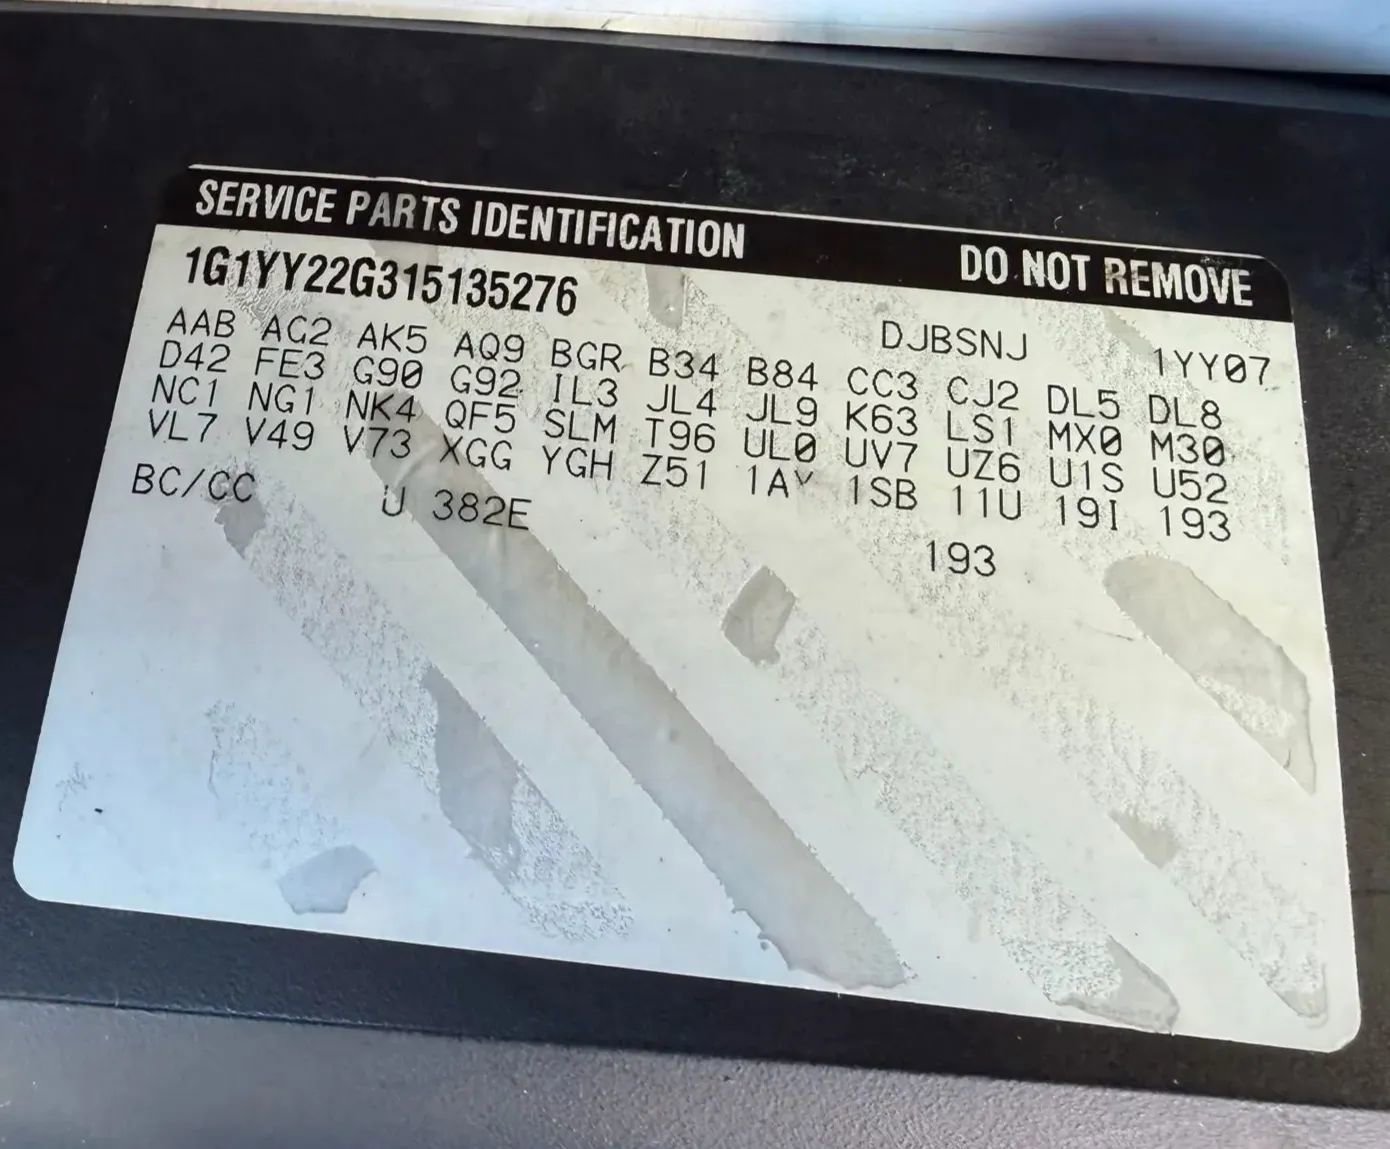 SERVICE PARTS IDENTIFICATION DO NOT REMOVE
1G1YY22G315135276 DJBSNJ 1YY07
AAB AG2 AK5 AQ9 BGR B34 B84 CC3 CJ2 DL5 DL8
D42 FE3 G90 G92 IL3 JL4 JL9 K63 LS1 MX0 M30
NC1 NG1 NK4 QF5 SLM T96 UL0 UV7 UZ6 U1S U52
VL7 V49 V73 XGG YGH Z51 1AY 1SB 11U 19I 193
BC/CC U 382E 193